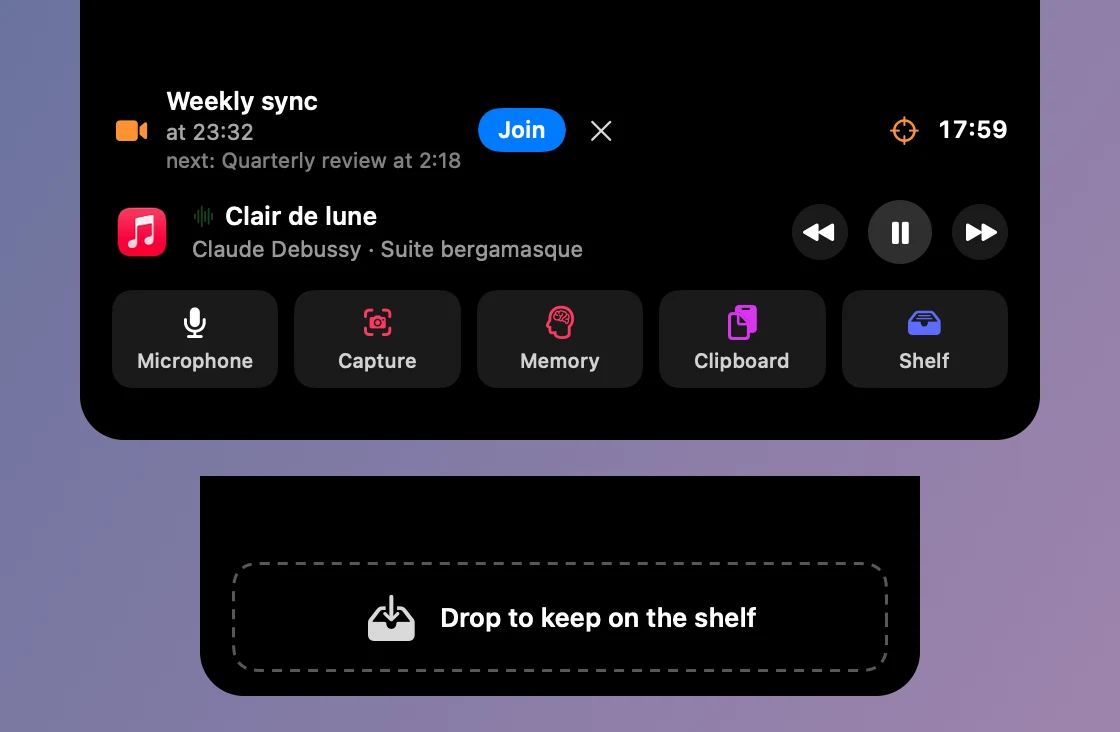 Weekly sync
at 23:32
next: Quarterly review at 2:18
Join
17:59
Clair de lune
Claude Debussy · Suite bergamasque
Microphone
Capture
Memory
Clipboard
Shelf
Drop to keep on the shelf